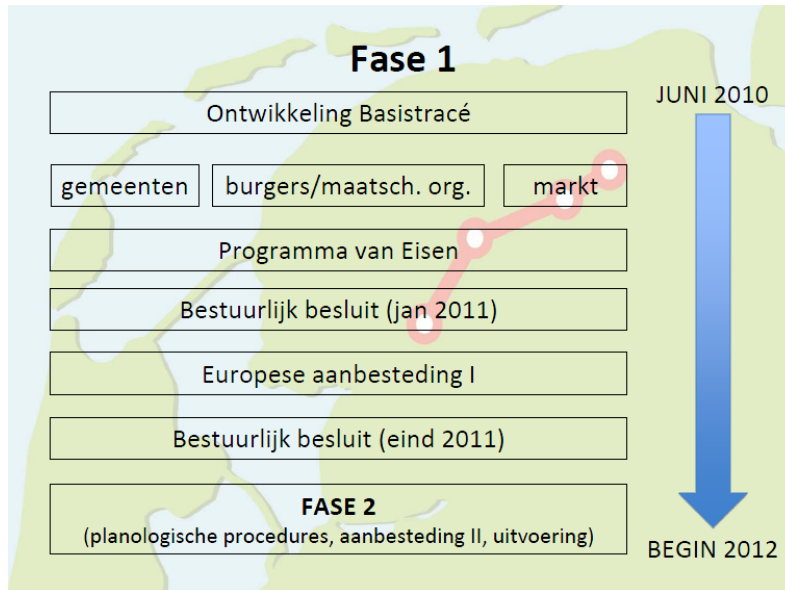 Fase 1
JUNI 2010
Ontwikkeling Basistracé
gemeenten
burgers/maatsch. org.
markt
Programma van Eisen
Bestuurlijk besluit (jan 2011)
Europese aanbesteding I
Bestuurlijk besluit (eind 2011)
FASE 2
(planologische procedures, aanbesteding II, uitvoering)
BEGIN 2012